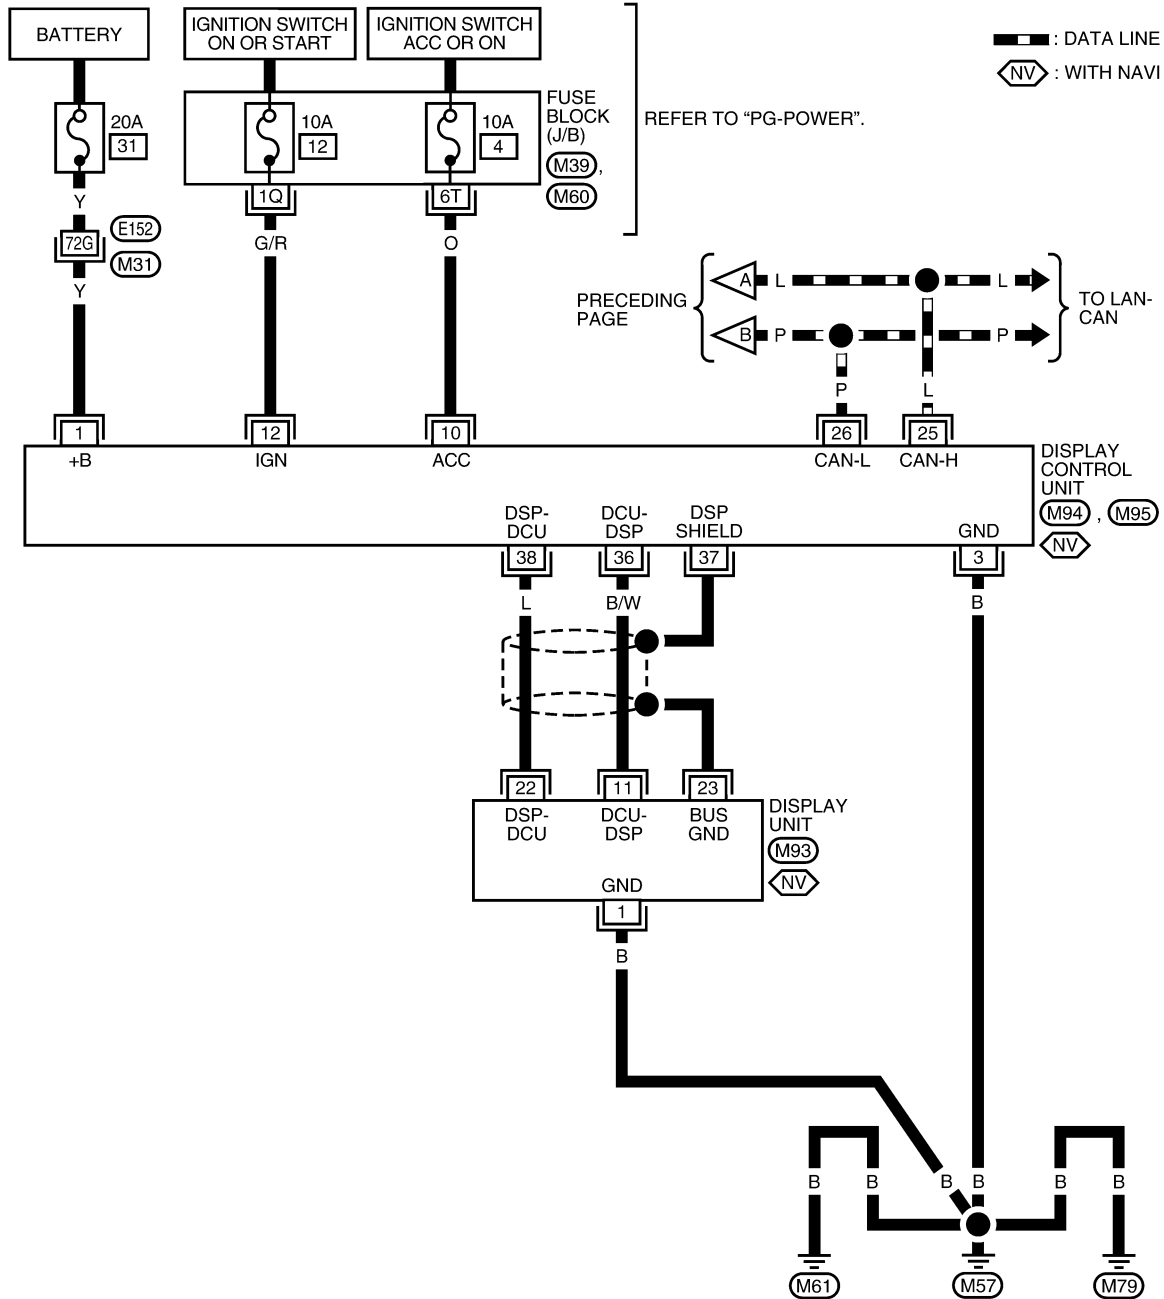 BATTERY
IGNITION SWITCH
ON OR START
IGNITION SWITCH
ACC OR ON
: DATA LINE
NV : WITH NAVI
20A
31
10A
12
10A
4
FUSE
BLOCK
(J/B)
M39 ,
M60
REFER TO “PG-POWER”.
1Q
6T
Y
72G
E152
M31
G/R
O
Y
PRECEDING
PAGE
A L L
B P P
TO LAN-
CAN
P L
1 12 10 26 25
+B IGN ACC CAN-L CAN-H
DISPLAY
CONTROL
UNIT
M94 , M95
NV
DSP-
DCU
DCU-
DSP
DSP
SHIELD
GND
38 36 37 3
L B/W B
22 11 23
DSP-
DCU
DCU-
DSP
BUS
GND
DISPLAY
UNIT
M93
NV
GND
1
B
B B B B B B
M61 M57 M79